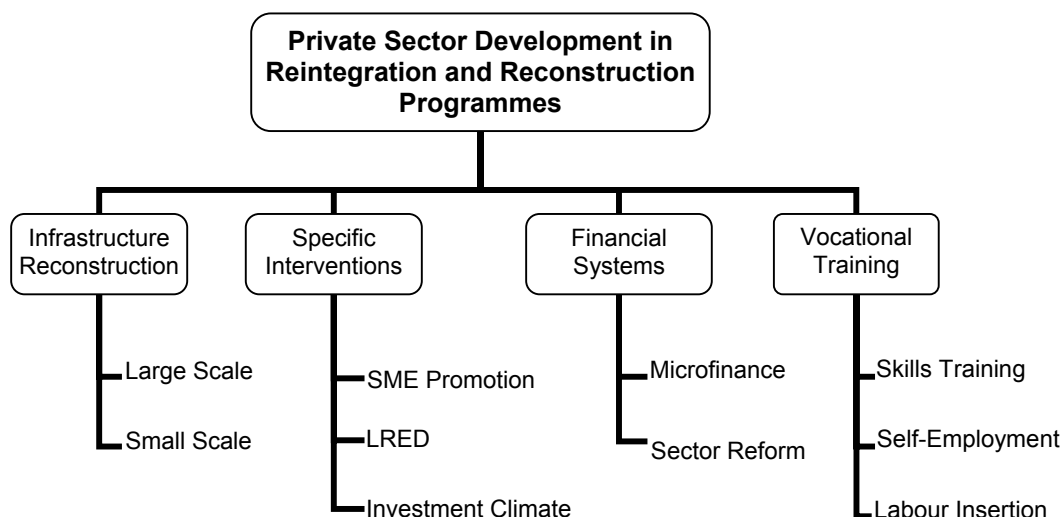 Private Sector Development in
Reintegration and Reconstruction
Programmes
Infrastructure
Reconstruction
Large Scale
Small Scale
Specific
Interventions
SME Promotion
LRED
Investment Climate
Financial
Systems
Microfinance
Sector Reform
Vocational
Training
Skills Training
Self-Employment
Labour Insertion